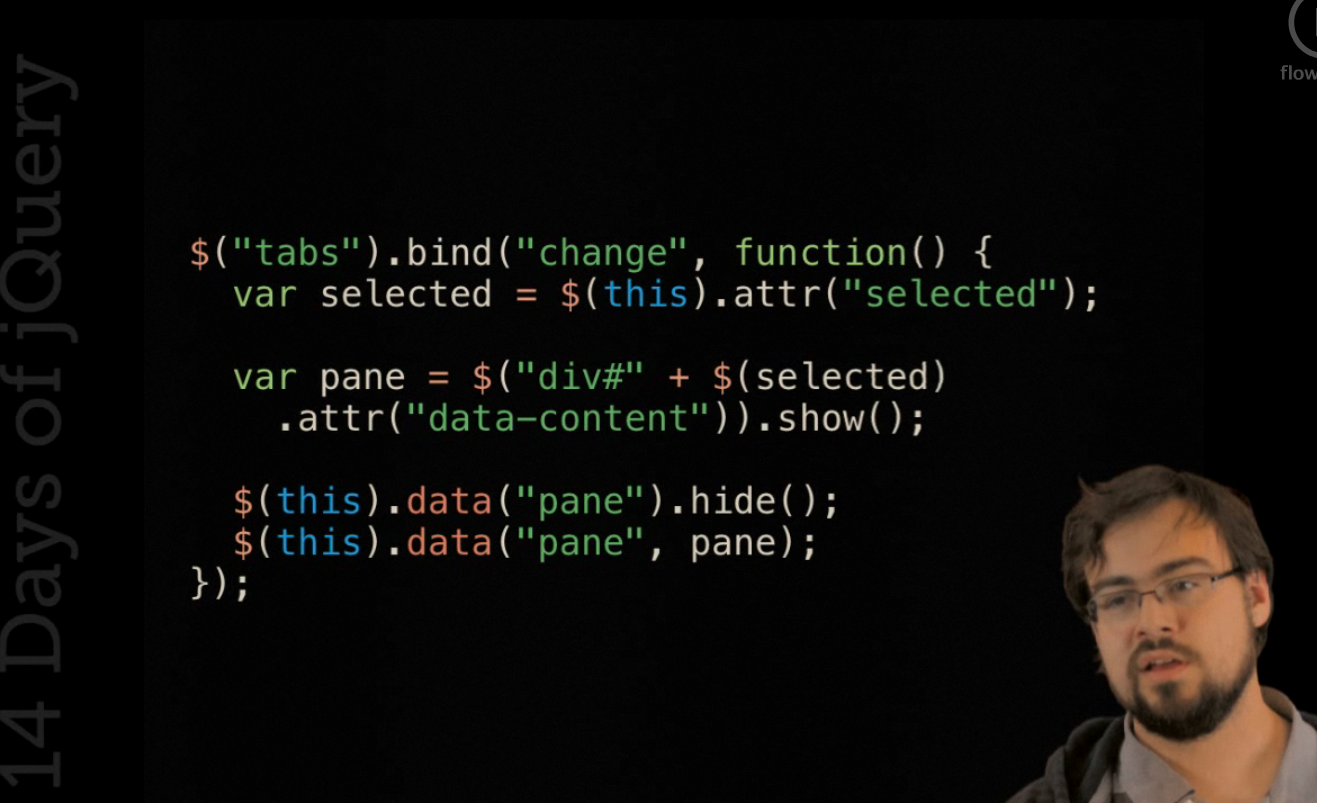 14 Days of jQuery
$("tabs").bind("change", function() {
  var selected = $(this).attr("selected");
  var pane = $("div#" + $(selected)
    .attr("data-content")).show();
  $(this).data("pane").hide();
  $(this).data("pane", pane);
});